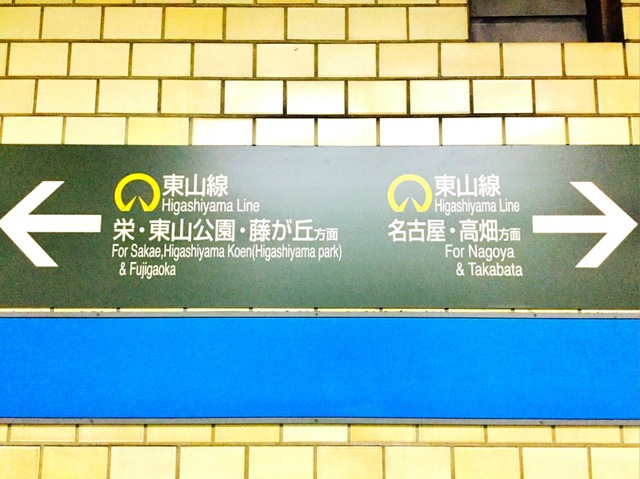 東山線
Higashiyama Line
栄・東山公園・藤が丘方面
For Sakae,Higashiyama Koen(Higashiyama park)
& Fujigaoka
東山線
Higashiyama Line
名古屋・高畑方面
For Nagoya
& Takabata